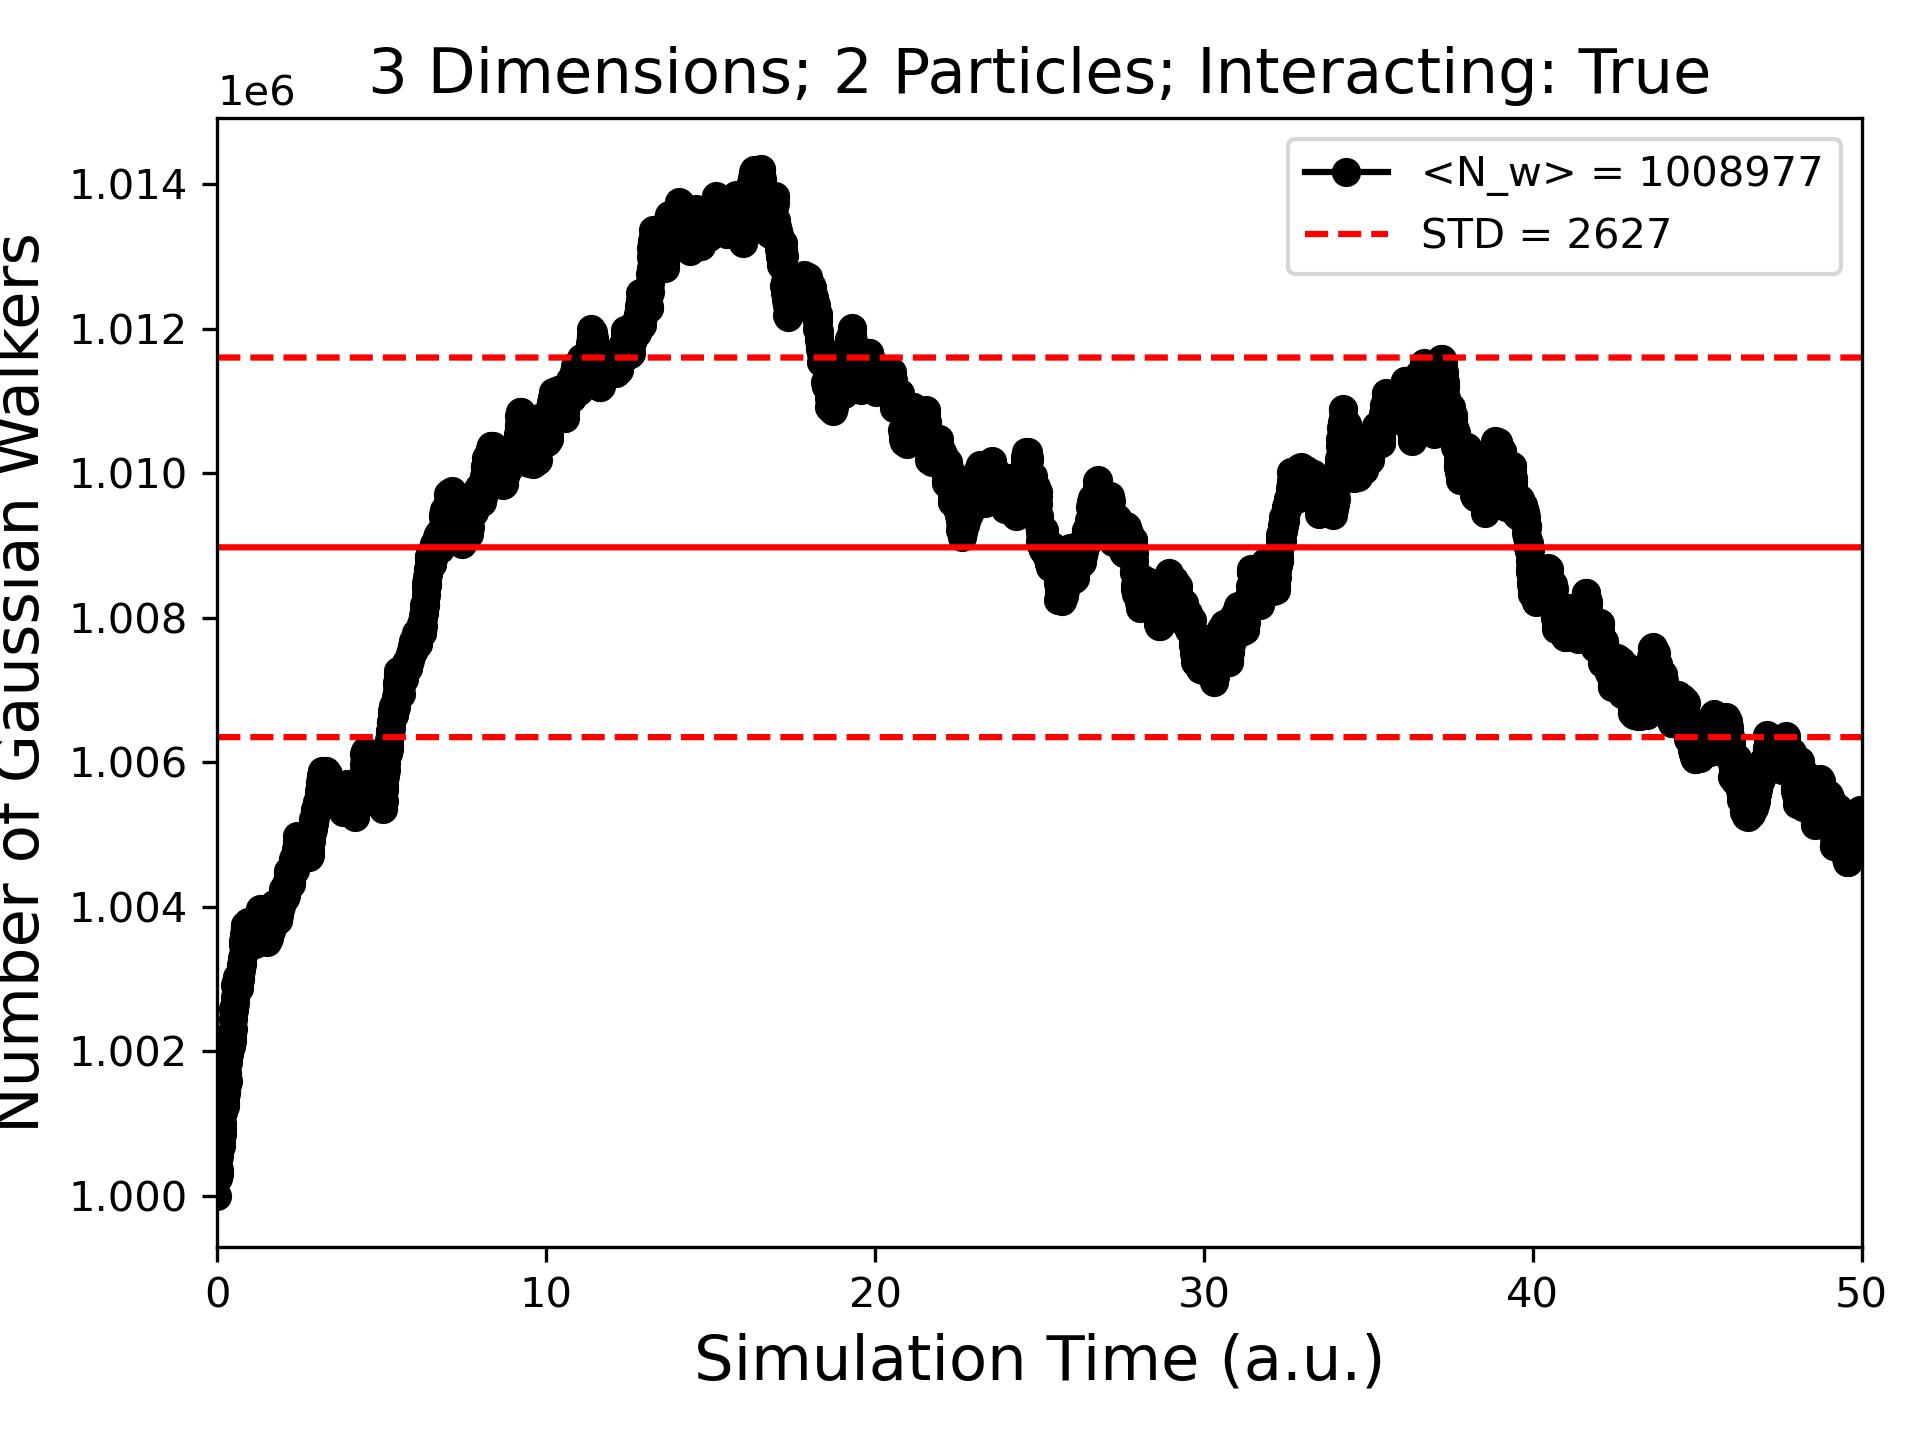 3 Dimensions; 2 Particles; Interacting: True
1e6
<N_w> = 1008977
STD = 2627
Number of Gaussian Walkers
1.014
1.012
1.010
1.008
1.006
1.004
1.002
1.000
0 10 20 30 40 50
Simulation Time (a.u.)